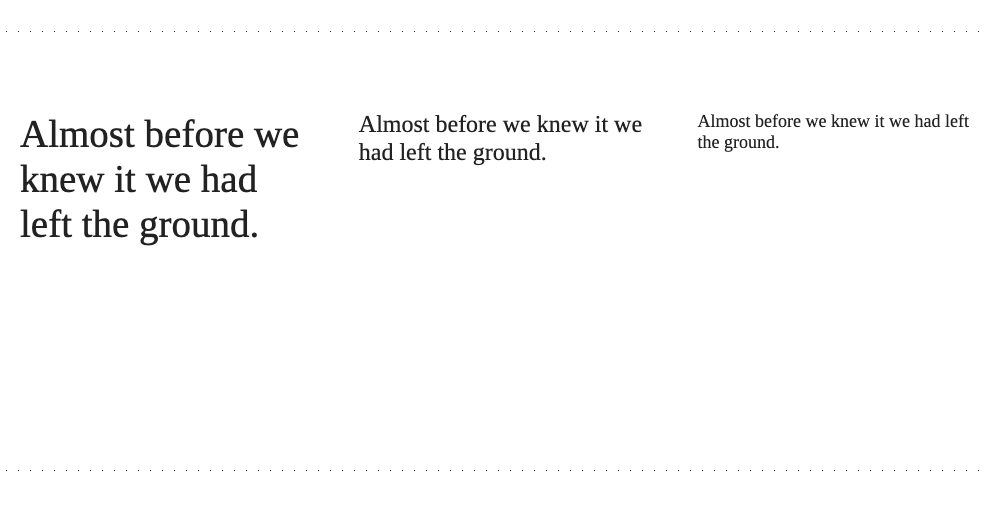 Almost before we
knew it we had
left the ground.
Almost before we knew it we
had left the ground.
Almost before we knew it we had left
the ground.